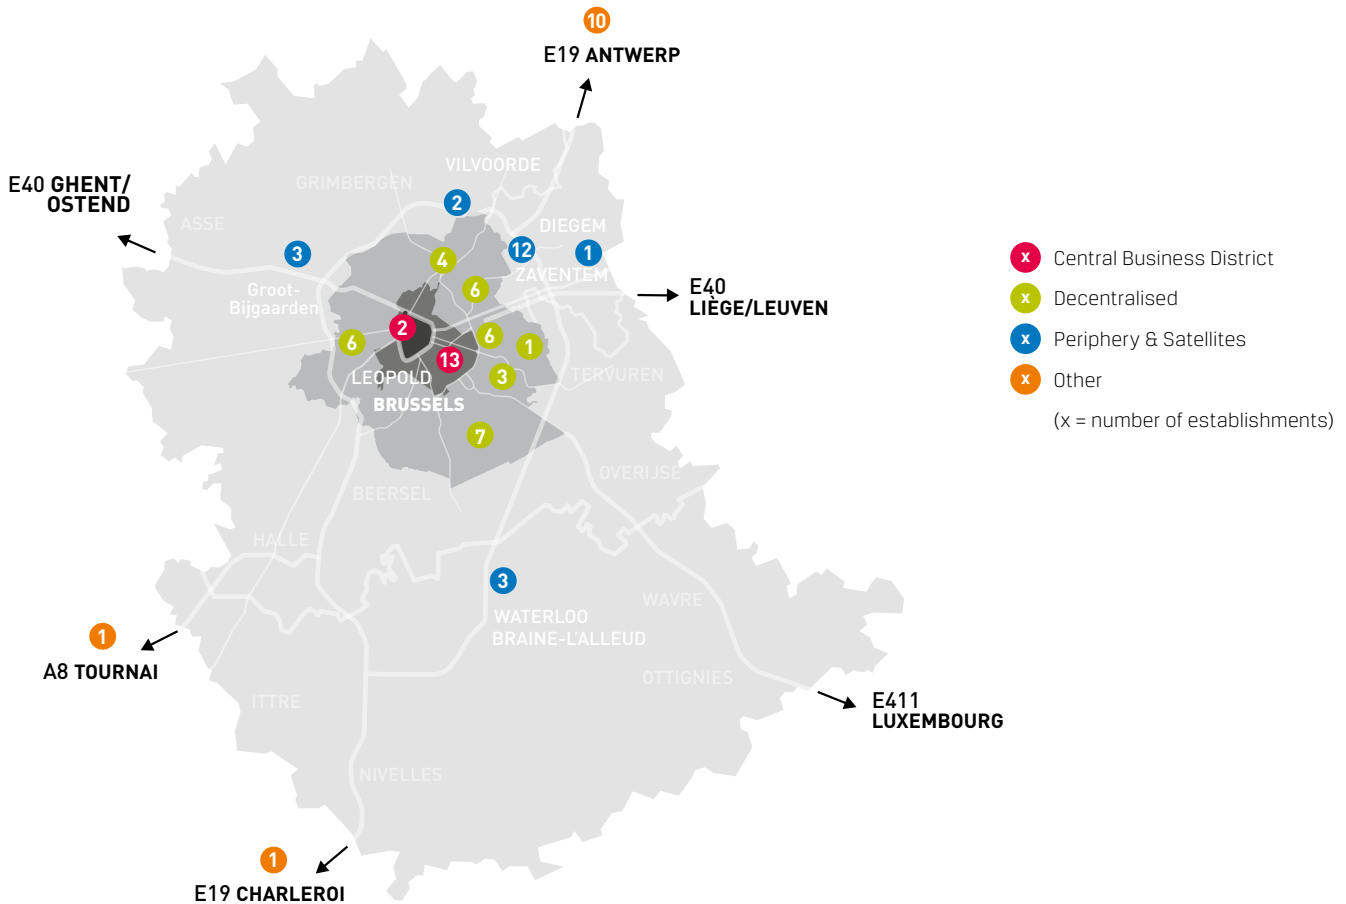 10
E19 ANTWERP
VILVOORDE
GRIMBERGEN
E40 GHENT/
OSTEND
2
ASSE
DIEGEM
3
12
1
4
ZAVENTEM
Groot-
Bijgaarden
6
E40
LIÈGE/LEUVEN
2
6
6
1
13
LEOPOLD
3
TERVUREN
BRUSSELS
7
OVERIJSE
BEERSEL
HALLE
3
WAVRE
WATERLOO
BRAINE-L'ALLEUD
1
A8 TOURNAI
OTTIGNIES
ITTRE
E411
LUXEMBOURG
NIVELLES
1
E19 CHARLEROI
x Central Business District
x Decentralised
x Periphery & Satellites
x Other
(x = number of establishments)